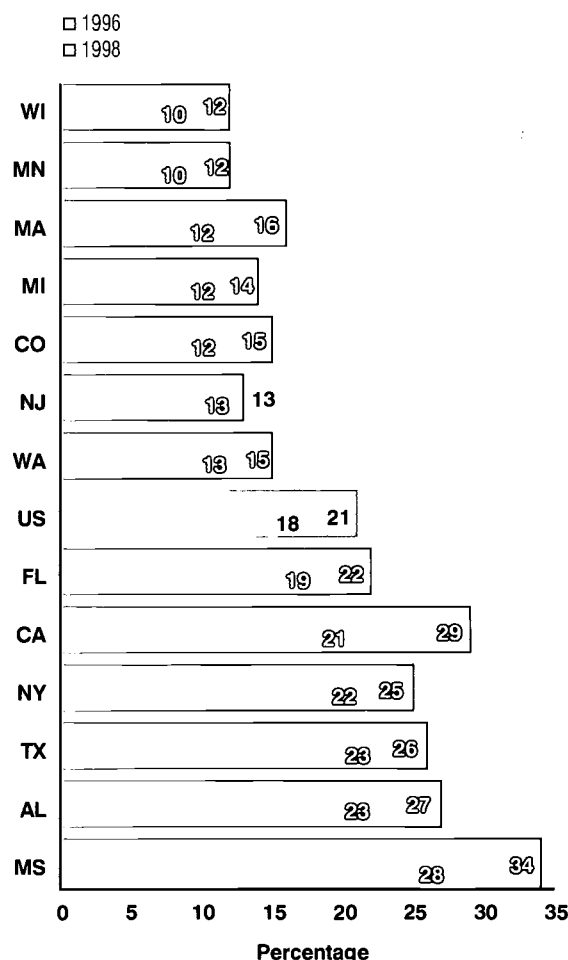 1996
1998
WI 10 12
MN 10 12
MA 12 16
MI 12 14
CO 12 15
NJ 13 13
WA 13 15
US 18 21
FL 19 22
CA 21 29
NY 22 25
TX 23 26
AL 23 27
MS 28 34
0 5 10 15 20 25 30 35
Percentage